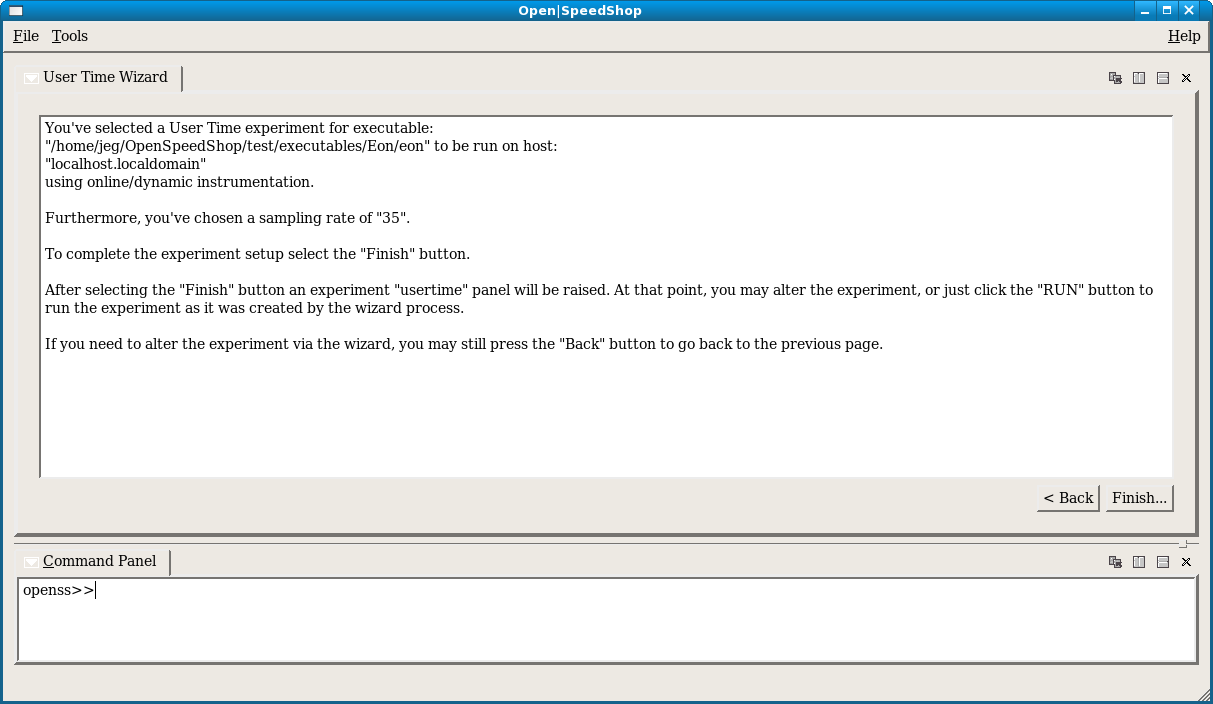 Open|SpeedShop
File Tools Help
User Time Wizard
You've selected a User Time experiment for executable:
"/home/jeg/OpenSpeedShop/test/executables/Eon/eon" to be run on host:
"localhost.localdomain"
using online/dynamic instrumentation.
Furthermore, you've chosen a sampling rate of "35".
To complete the experiment setup select the "Finish" button.
After selecting the "Finish" button an experiment "usertime" panel will be raised. At that point, you may alter the experiment, or just click the "RUN" button to
run the experiment as it was created by the wizard process.
If you need to alter the experiment via the wizard, you may still press the "Back" button to go back to the previous page.
< Back Finish...
Command Panel
openss>>